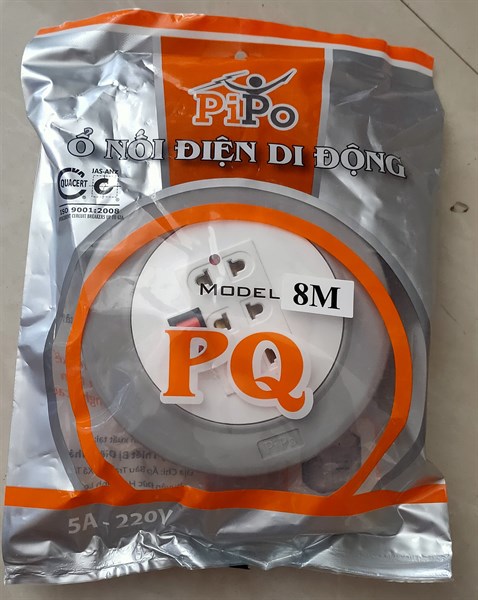 PiPo
Ổ NỐI ĐIỆN DI ĐỘNG
QUACERT
JAS-ANZ
ISO 9001:2008
MODEL 8M
PQ
5A - 220V